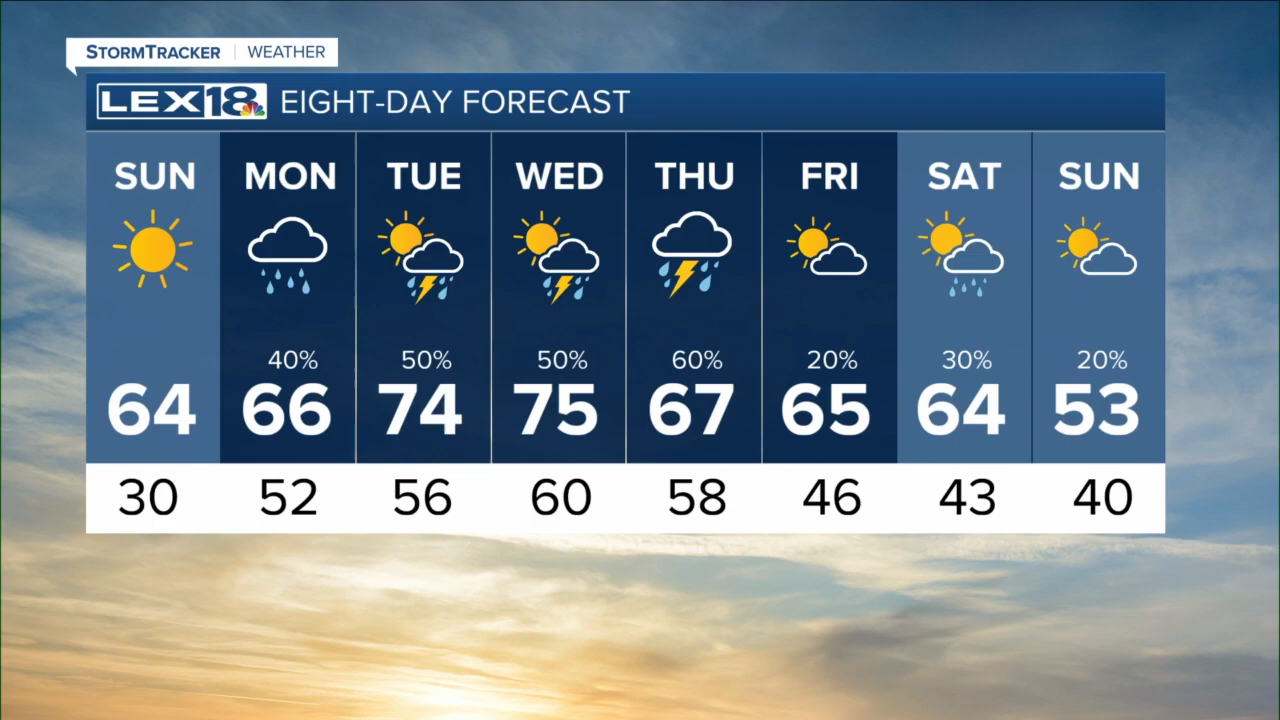 STORMTRACKER | WEATHER
LEX18 EIGHT-DAY FORECAST
SUN MON TUE WED THU FRI SAT SUN
40% 50% 50% 60% 20% 30% 20%
64 66 74 75 67 65 64 53
30 52 56 60 58 46 43 40